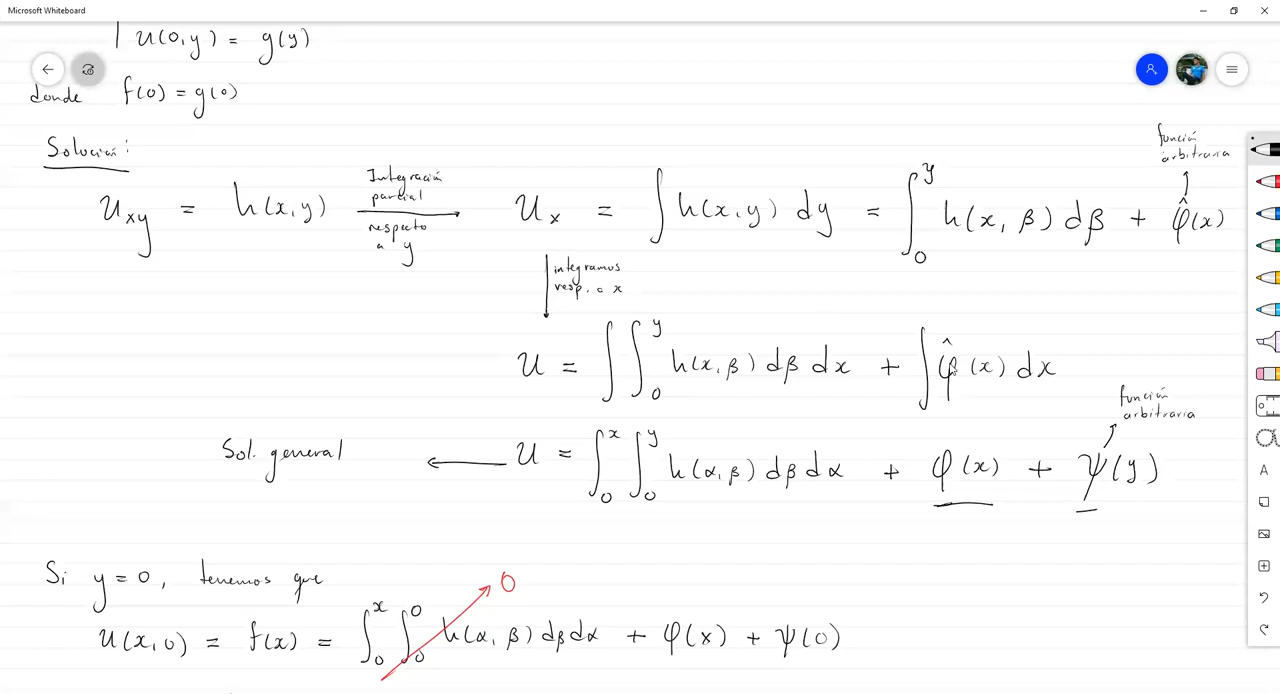 Microsoft Whiteboard
u(0,y) = g(y)
donde f(0) = g(0)
Solución:
función arbitraria
u_xy = h(x,y) Integración parcial respecto a y u_x = ∫ h(x,y) dy = ∫_0^y h(x,β) dβ + φ̂(x)
integramos resp. a x
u = ∫∫_0^y h(x,β) dβ dx + ∫ φ̂(x) dx
función arbitraria
Sol. general ← u = ∫_0^x ∫_0^y h(α,β) dβ dα + φ(x) + ψ(y)
Si y = 0, tenemos que
0
u(x,0) = f(x) = ∫_0^x ∫_0^0 h(α,β) dβ dα + φ(x) + ψ(0)
A